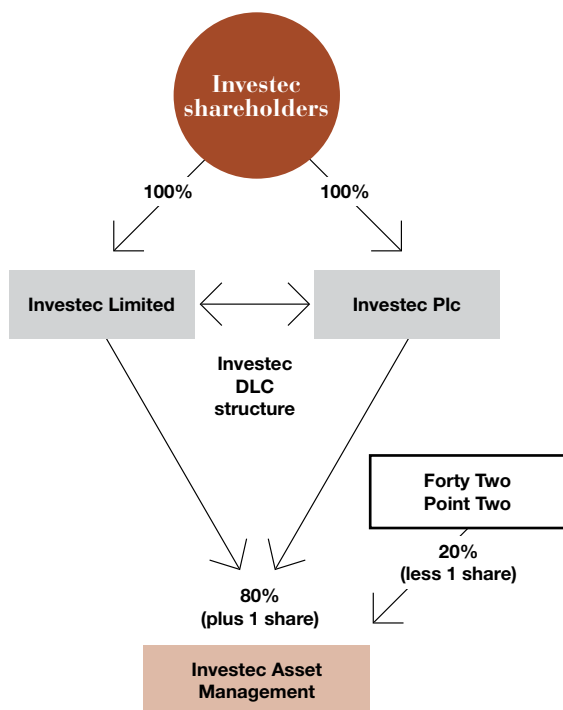 Investec
shareholders
100%
100%
Investec Limited
Investec Plc
Investec
DLC
structure
Forty Two
Point Two
20%
(less 1 share)
80%
(plus 1 share)
Investec Asset
Management